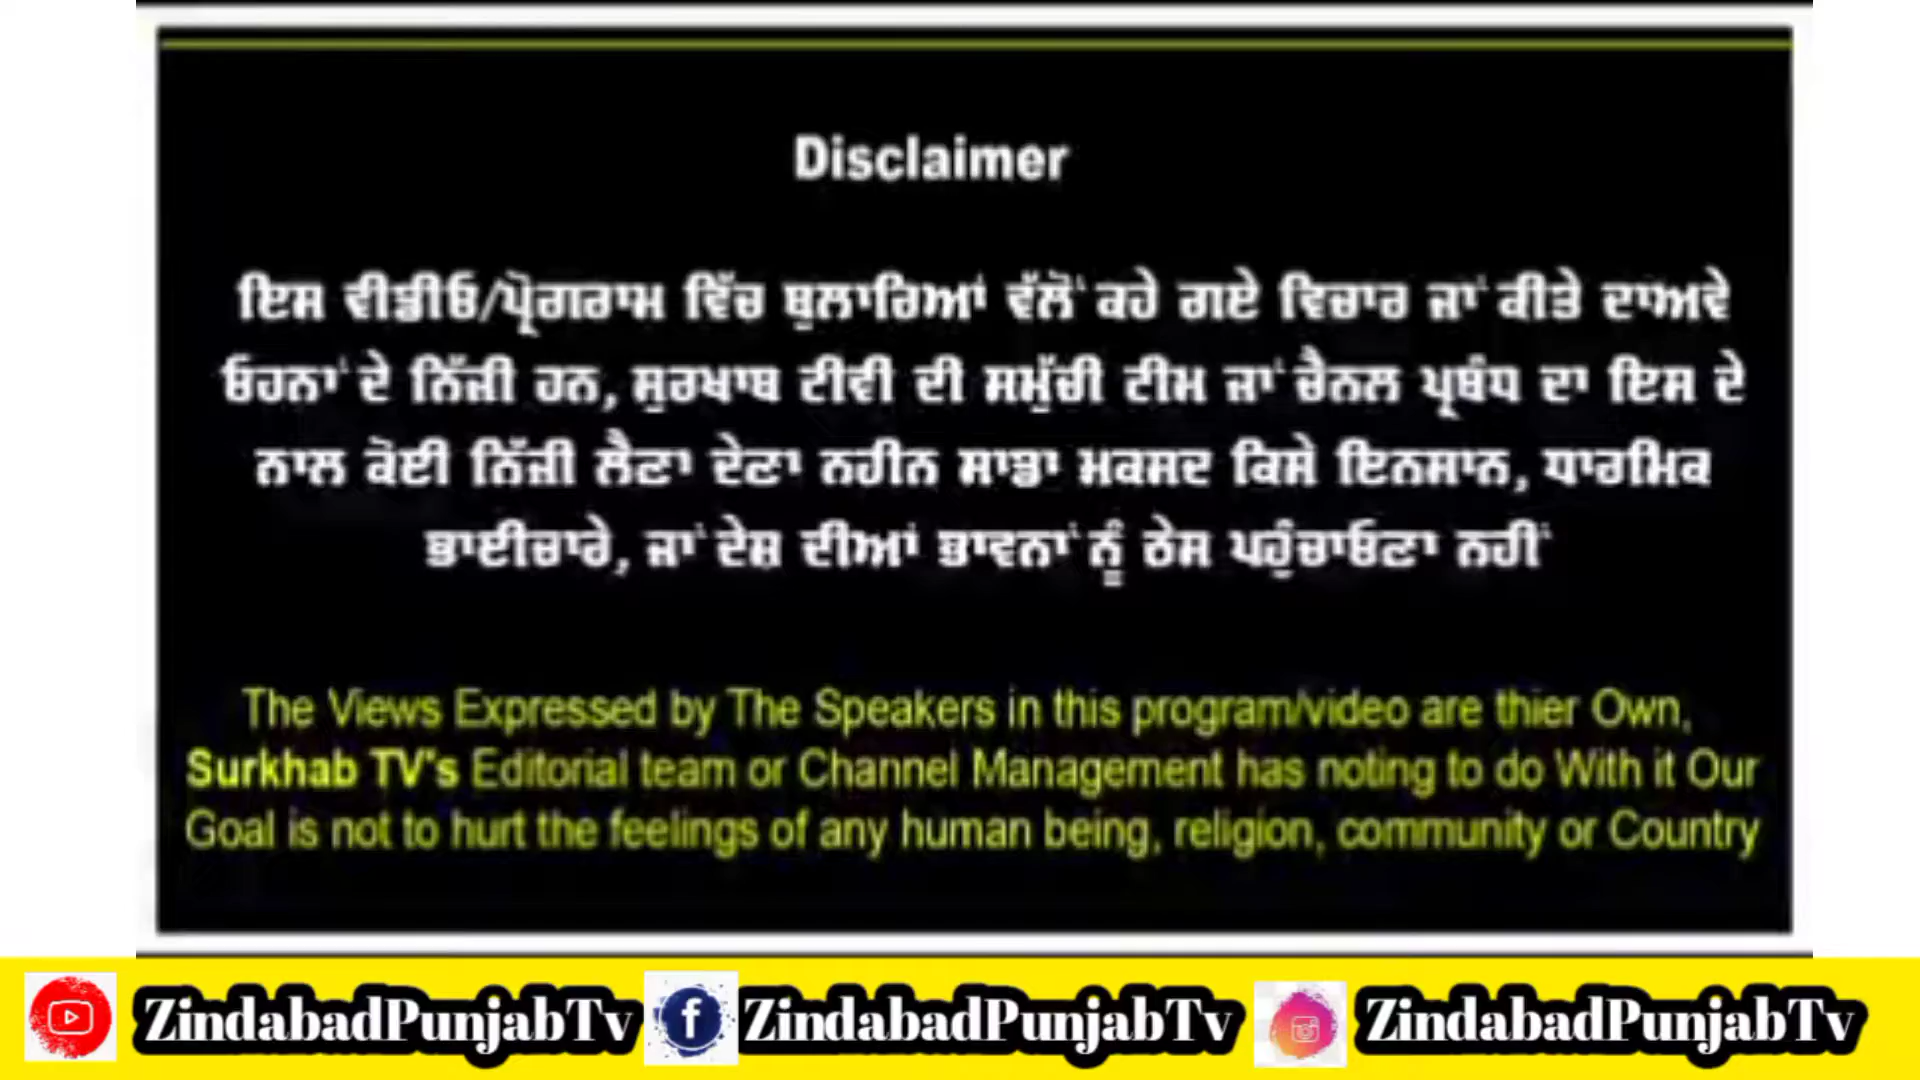 Disclaimer
ਇਸ ਵੀਡੀਓ/ਪ੍ਰੋਗਰਾਮ ਵਿੱਚ ਬੁਲਾਰਿਆਂ ਵੱਲੋਂ ਕਹੇ ਗਏ ਵਿਚਾਰ ਜਾਂ ਕੀਤੇ ਦਾਅਵੇ
ਓਹਨਾਂ ਦੇ ਨਿੱਜੀ ਹਨ, ਸੁਰਖਾਬ ਟੀਵੀ ਦੀ ਸਮੁੱਚੀ ਟੀਮ ਜਾਂ ਚੈਨਲ ਪ੍ਰਬੰਧ ਦਾ ਇਸ ਦੇ
ਨਾਲ ਕੋਈ ਨਿੱਜੀ ਲੈਣਾ ਦੇਣਾ ਨਹੀਨ ਸਾਡਾ ਮਕਸਦ ਕਿਸੇ ਇਨਸਾਨ, ਧਾਰਮਿਕ
ਭਾਈਚਾਰੇ, ਜਾਂ ਦੇਸ਼ ਦੀਆਂ ਭਾਵਨਾਂ ਨੂੰ ਠੇਸ ਪਹੁੰਚਾਓਣਾ ਨਹੀਂ
The Views Expressed by The Speakers in this program/video are thier Own,
Surkhab TV's Editorial team or Channel Management has noting to do With it Our
Goal is not to hurt the feelings of any human being, religion, community or Country
ZindabadPunjabTv ZindabadPunjabTv ZindabadPunjabTv